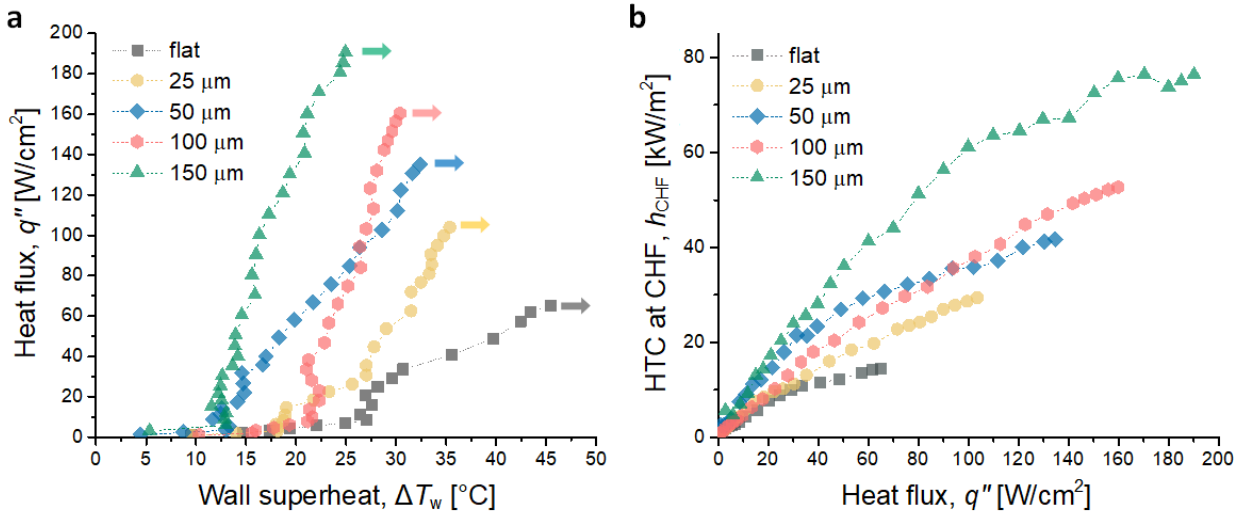 a
Heat flux, q" [W/cm²]
200
180
160
140
120
100
80
60
40
20
0
flat
25 μm
50 μm
100 μm
150 μm
0 5 10 15 20 25 30 35 40 45 50
Wall superheat, ΔT_w [°C]
b
HTC at CHF, h_CHF [kW/m²]
80
60
40
20
0
flat
25 μm
50 μm
100 μm
150 μm
0 20 40 60 80 100 120 140 160 180 200
Heat flux, q" [W/cm²]